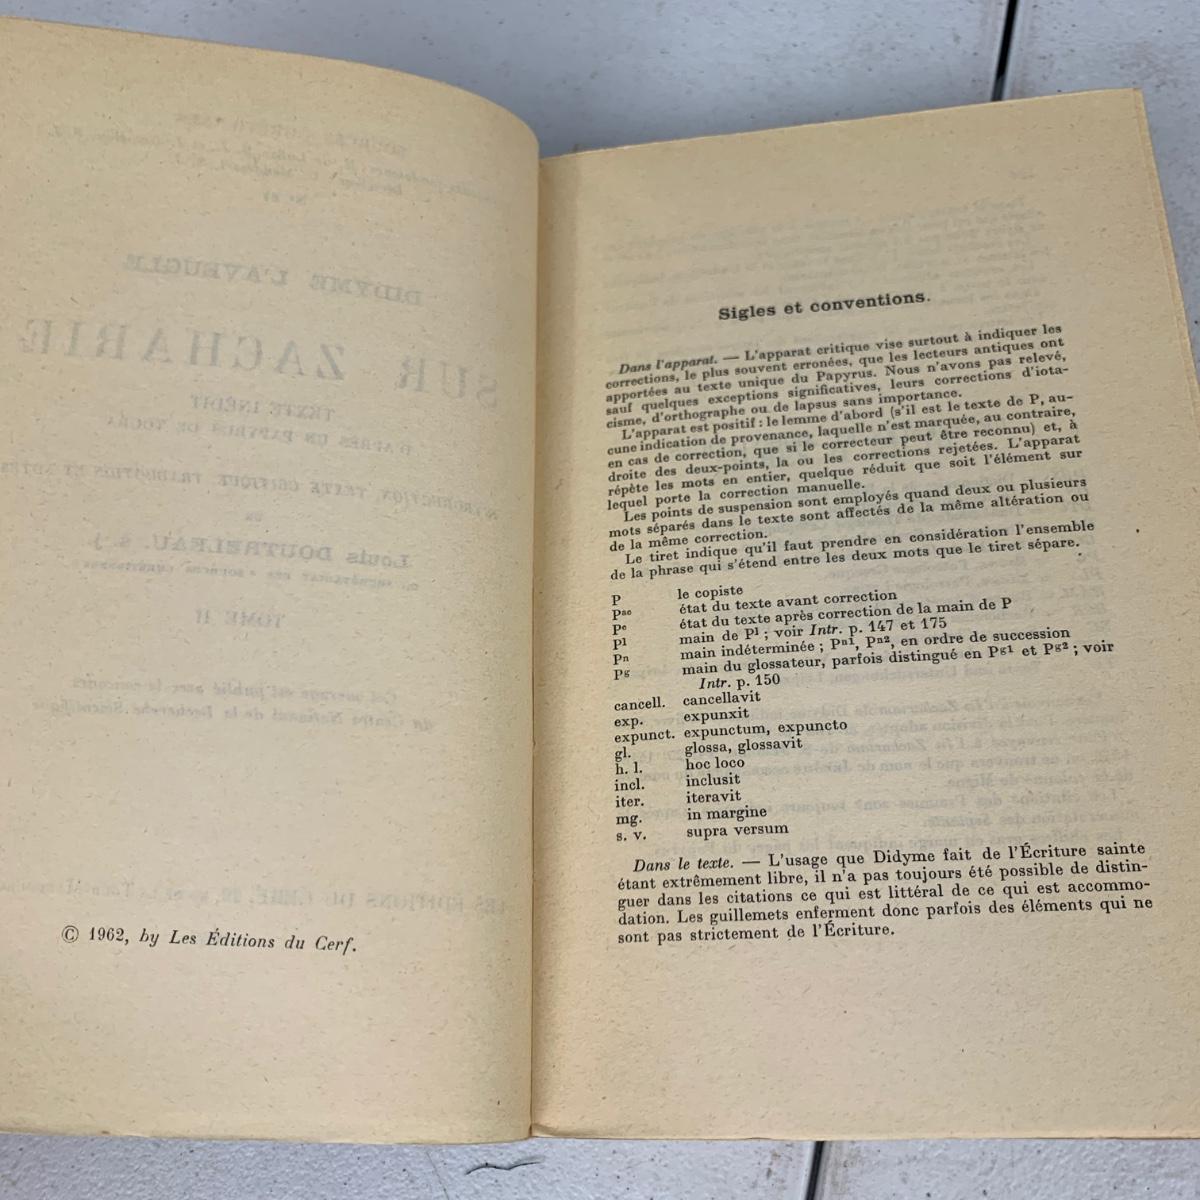 © 1962, by Les Éditions du Cerf.
Sigles et conventions.
Dans l'apparat. — L'apparat critique vise surtout à indiquer les
corrections, le plus souvent erronées, que les lecteurs antiques ont
apportées au texte unique du Papyrus. Nous n'avons pas relevé,
sauf quelques exceptions significatives, leurs corrections d'iota-
cisme, d'orthographe ou de lapsus sans importance.
L'apparat est positif : le lemme d'abord (s'il est le texte de P, au-
cune indication de provenance, laquelle n'est marquée, au contraire,
en cas de correction, que si le correcteur peut être reconnu) et, à
droite des deux-points, la ou les corrections rejetées. L'apparat
répète les mots en entier, quelque réduit que soit l'élément sur
lequel porte la correction manuelle.
Les points de suspension sont employés quand deux ou plusieurs
mots séparés dans le texte sont affectés de la même altération ou
de la même correction.
Le tiret indique qu'il faut prendre en considération l'ensemble
de la phrase qui s'étend entre les deux mots que le tiret sépare.
P le copiste
Pac état du texte avant correction
Pc état du texte après correction de la main de P
P1 main de P1 ; voir Intr. p. 147 et 175
Pn main indéterminée ; Pn1, Pn2, en ordre de succession
Pg main du glossateur, parfois distingué en Pg1 et Pg2 ; voir
Intr. p. 150
cancell. cancellavit
exp. expunxit
expunct. expunctum, expuncto
gl. glossa, glossavit
h. l. hoc loco
incl. inclusit
iter. iteravit
mg. in margine
s. v. supra versum
Dans le texte. — L'usage que Didyme fait de l'Écriture sainte
étant extrêmement libre, il n'a pas toujours été possible de distin-
guer dans les citations ce qui est littéral de ce qui est accommo-
dation. Les guillemets enferment donc parfois des éléments qui ne
sont pas strictement de l'Écriture.